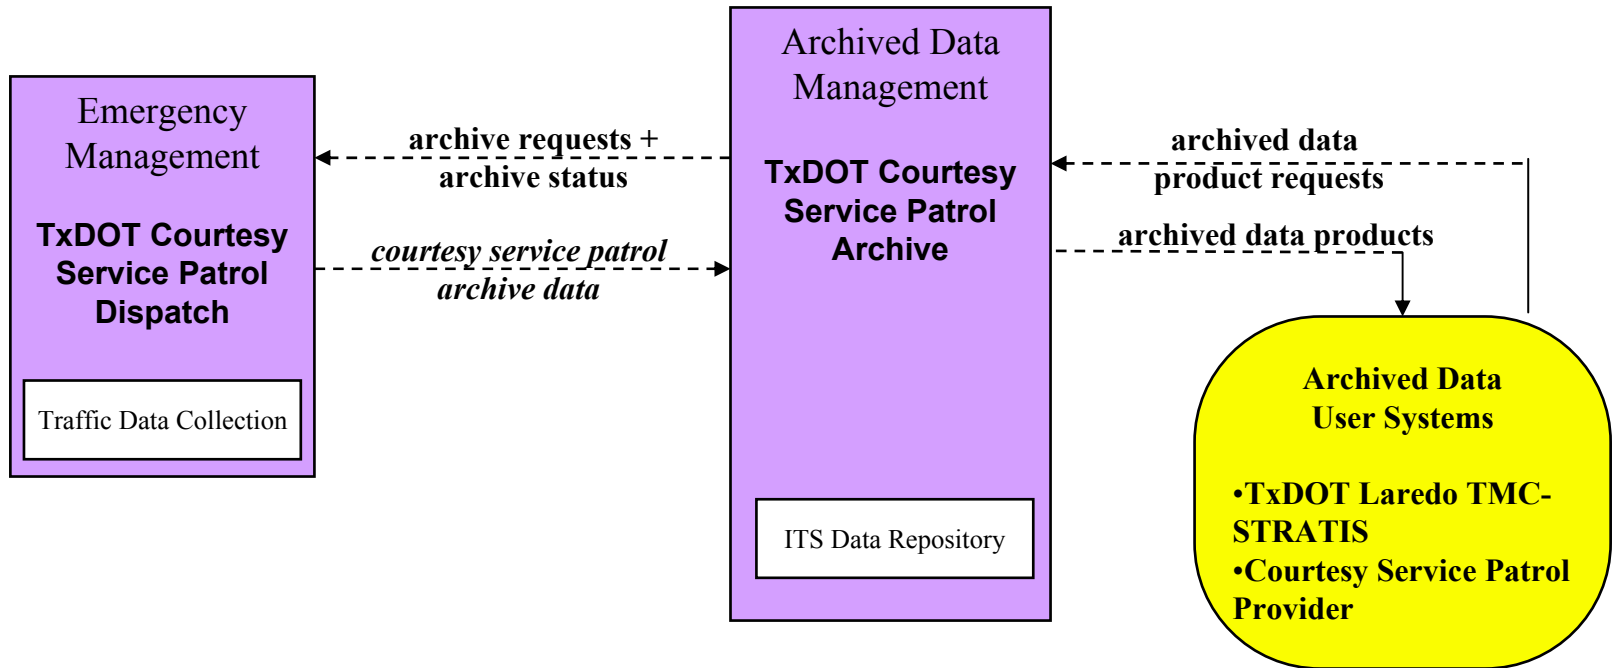 Emergency
Management
TxDOT Courtesy
Service Patrol
Dispatch
Traffic Data Collection
archive requests +
archive status
courtesy service patrol
archive data
Archived Data
Management
TxDOT Courtesy
Service Patrol
Archive
ITS Data Repository
archived data
product requests
archived data products
Archived Data
User Systems
•TxDOT Laredo TMC-
STRATIS
•Courtesy Service Patrol
Provider